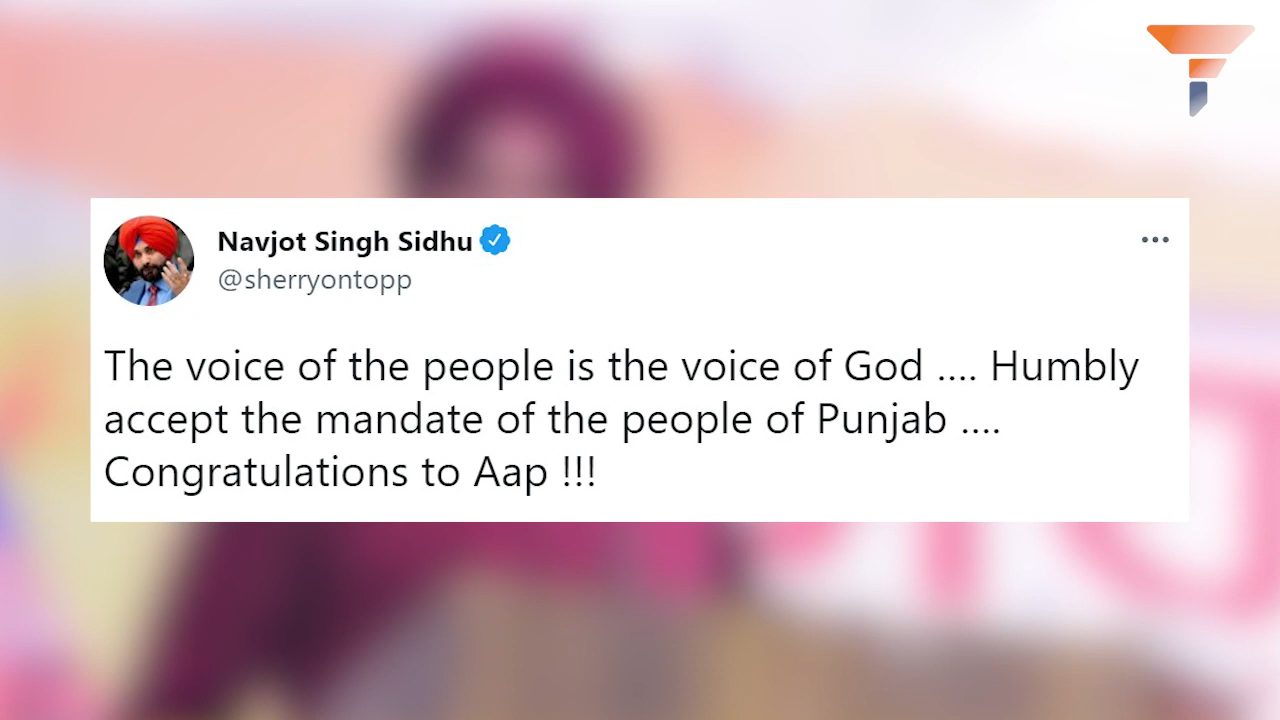 Navjot Singh Sidhu
@sherryontopp
The voice of the people is the voice of God .... Humbly
accept the mandate of the people of Punjab ....
Congratulations to Aap !!!